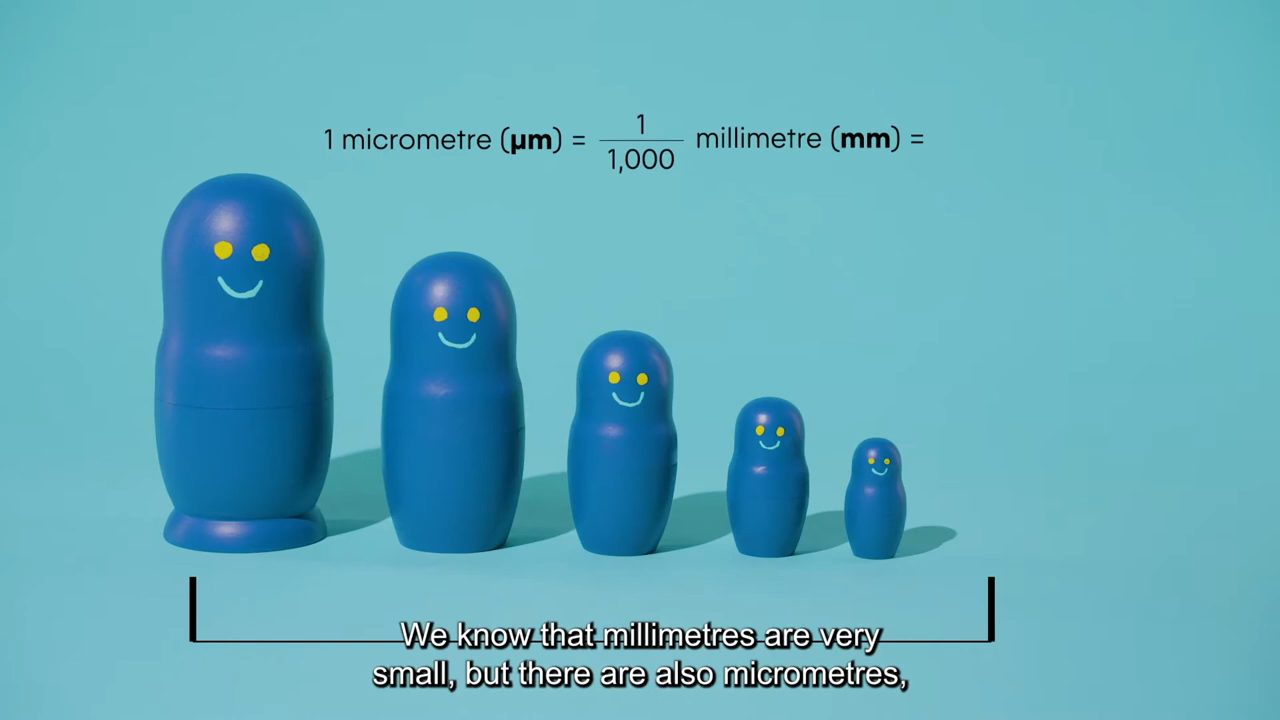 1 micrometre (µm) = 1/1,000 millimetre (mm) =
We know that millimetres are very
small, but there are also micrometres,